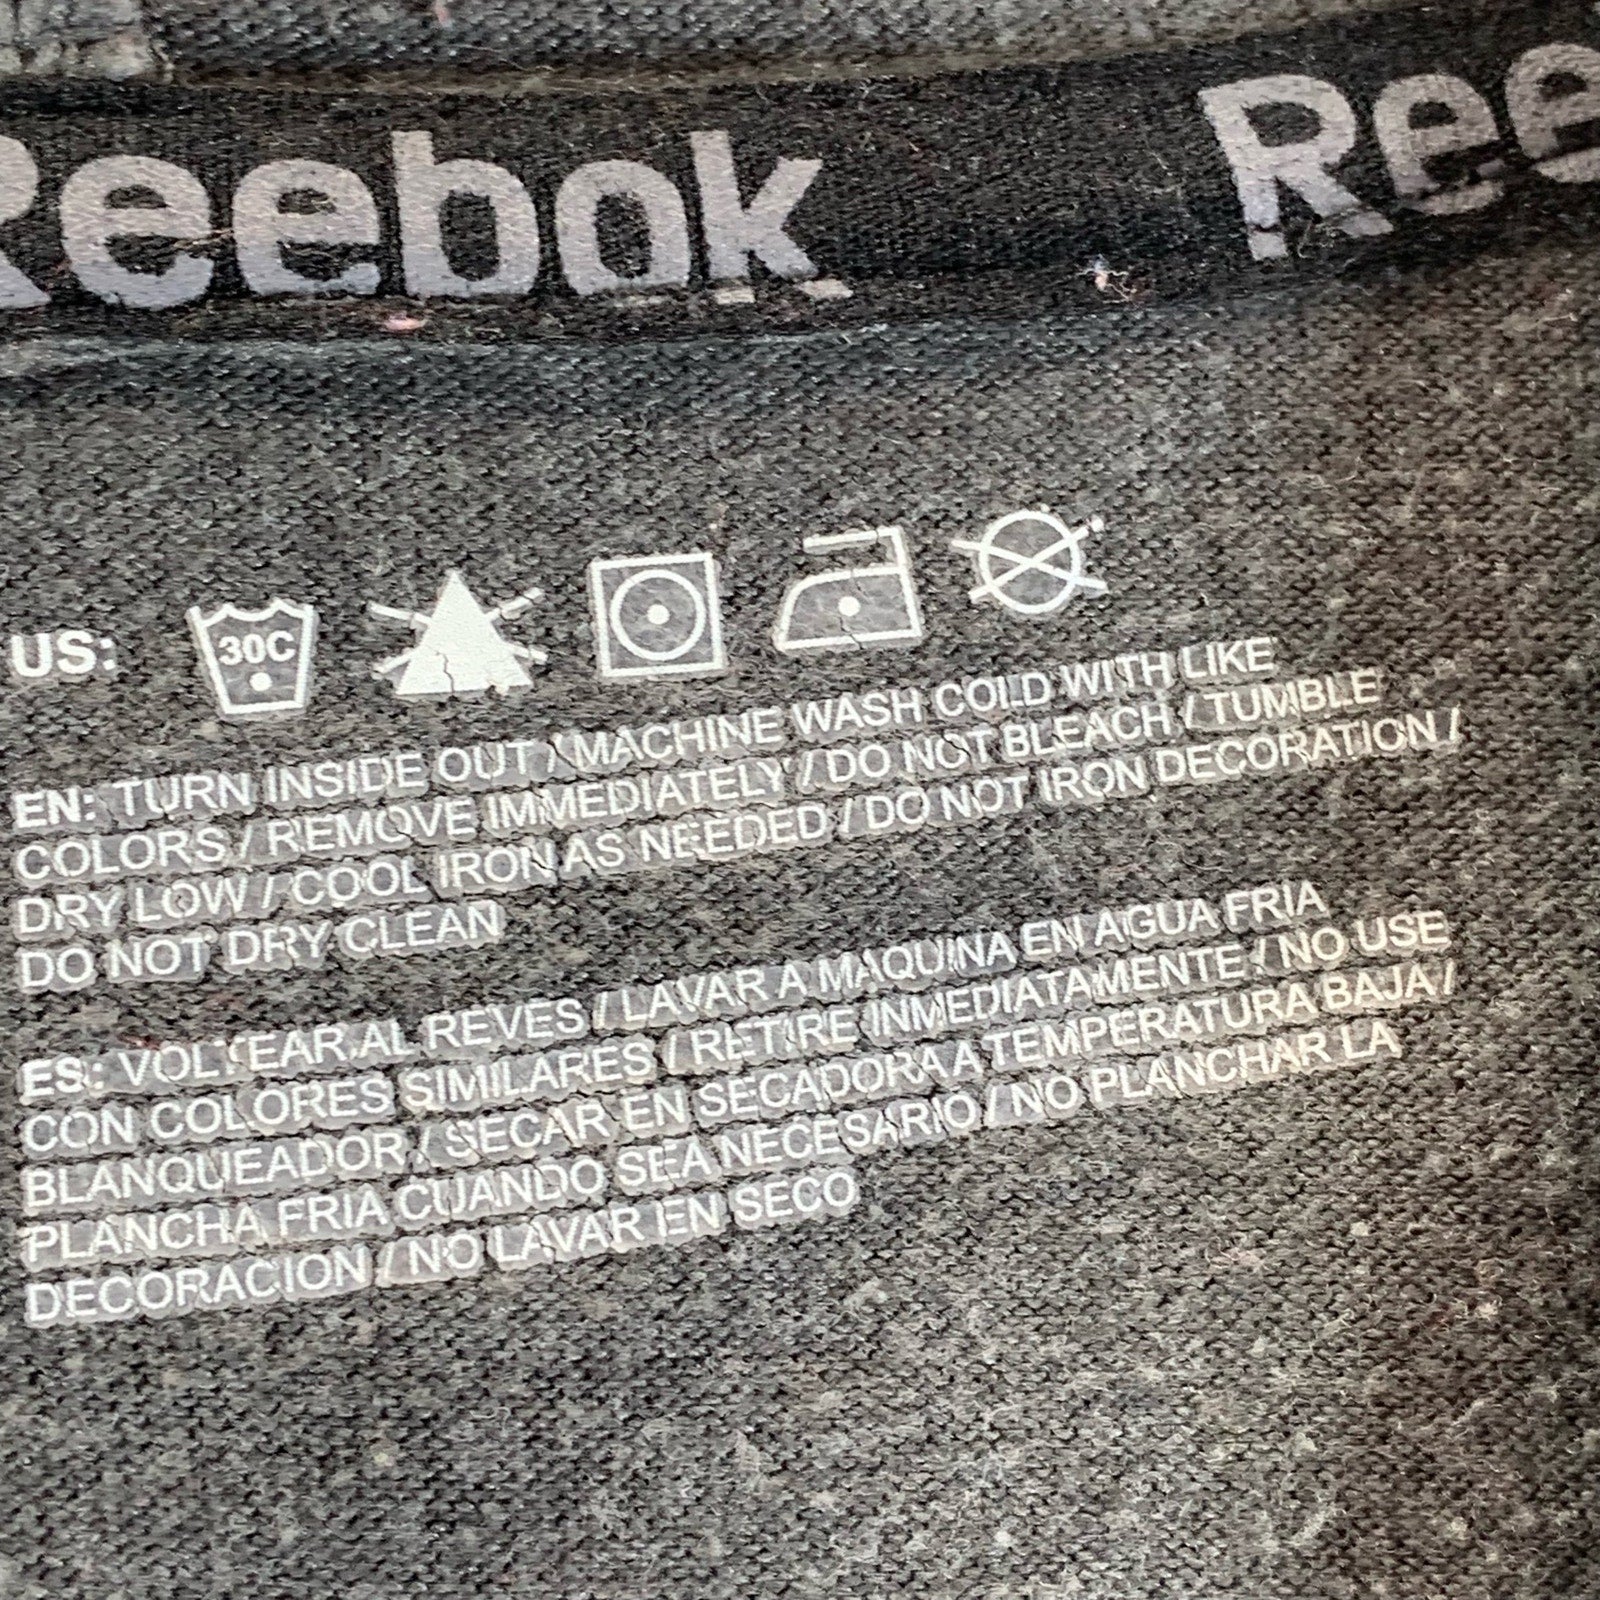 Reebok Ree
30C
US:
EN: TURN INSIDE OUT / MACHINE WASH COLD WITH LIKE
COLORS / REMOVE IMMEDIATELY / DO NOT BLEACH / TUMBLE
DRY LOW / COOL IRON AS NEEDED / DO NOT IRON DECORATION /
DO NOT DRY CLEAN
ES: VOLTEAR AL REVES / LAVAR A MAQUINA EN AGUA FRIA
CON COLORES SIMILARES / RETIRE INMEDIATAMENTE / NO USE
BLANQUEADOR / SECAR EN SECADORA A TEMPERATURA BAJA /
PLANCHA FRIA CUANDO SEA NECESARIO / NO PLANCHAR LA
DECORACION / NO LAVAR EN SECO